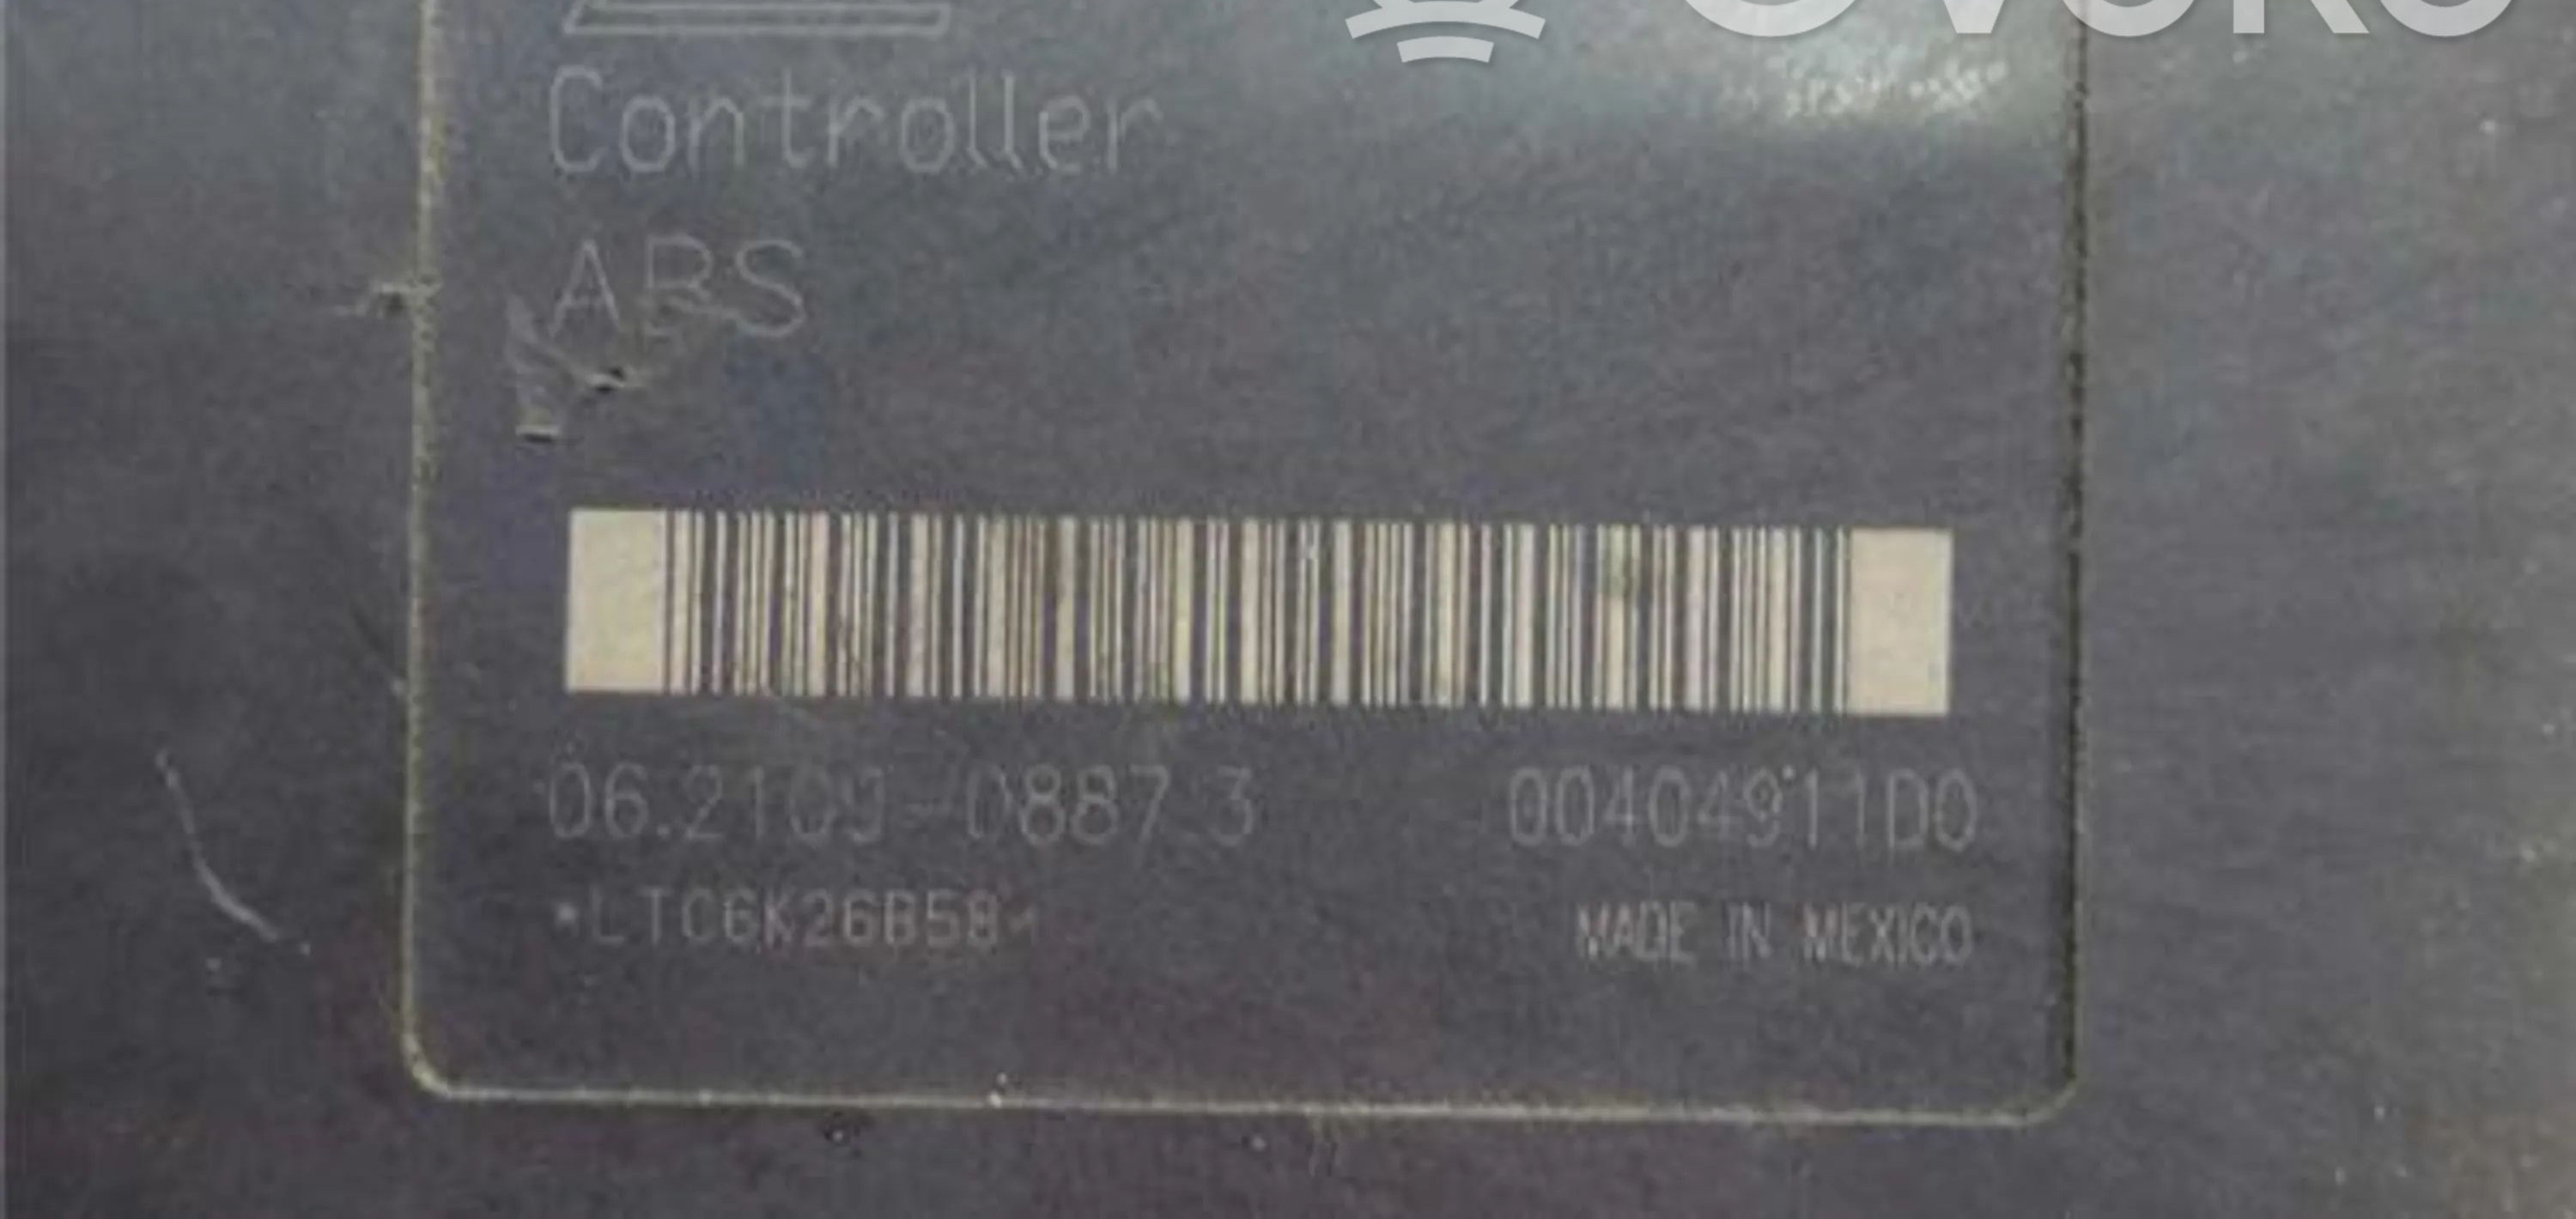 Controller
ABS
06.2109-0887.3 00404911D0
*LTC6K26B58*
MADE IN MEXICO